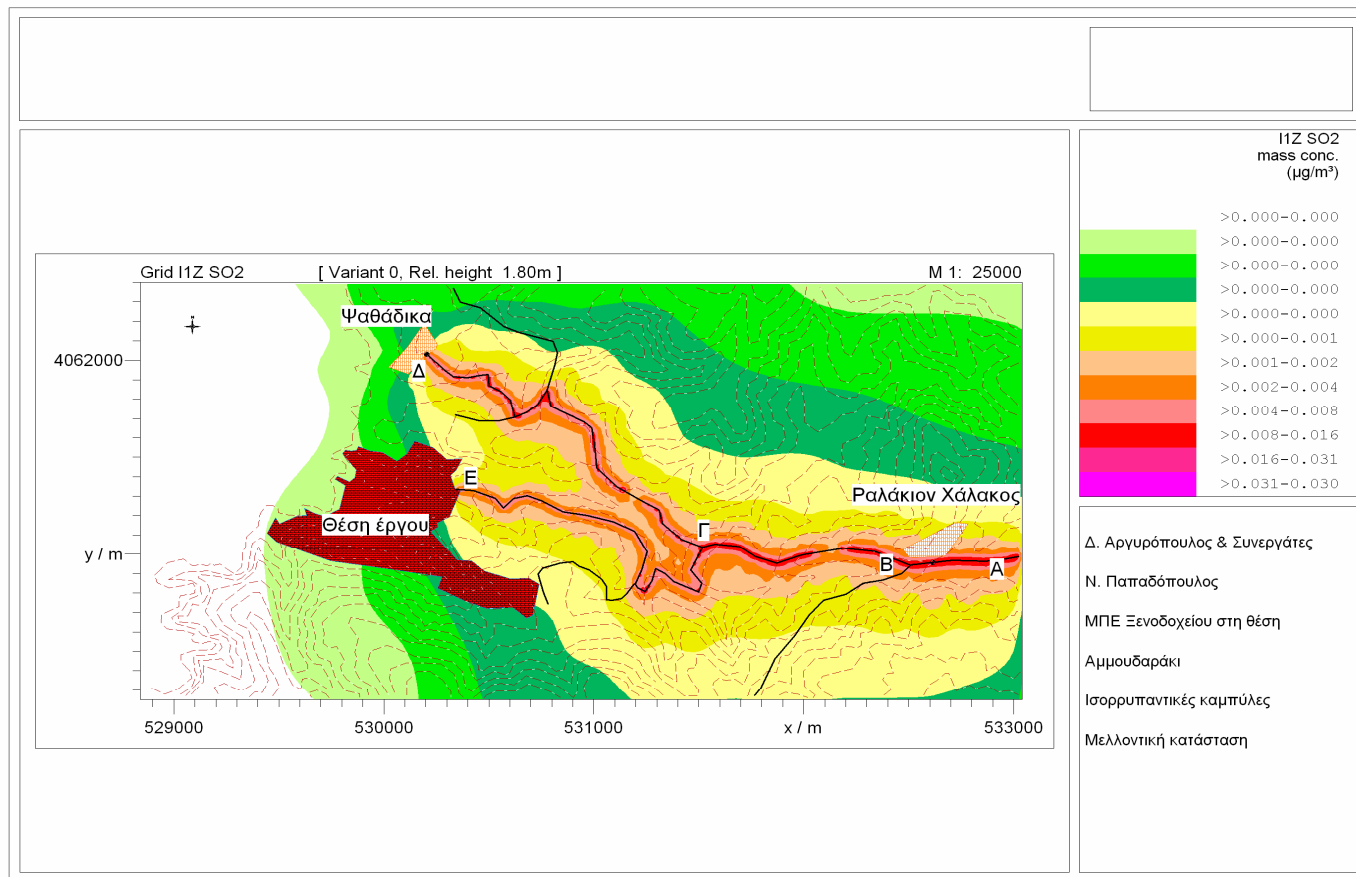 I1Z SO2
mass conc.
(µg/m³)
>0.000-0.000
>0.000-0.000
>0.000-0.000
>0.000-0.000
>0.000-0.000
>0.000-0.001
>0.001-0.002
>0.002-0.004
>0.004-0.008
>0.008-0.016
>0.016-0.031
>0.031-0.030
Grid I1Z SO2 [ Variant 0, Rel. height 1.80m ] M 1: 25000
Ψαθάδικα
4062000
Δ
Ε
Ραλάκιον Χάλακος
Θέση έργου
Γ
y / m
Β
Α
529000 530000 531000 x / m 533000
Δ. Αργυρόπουλος & Συνεργάτες
Ν. Παπαδόπουλος
ΜΠΕ Ξενοδοχείου στη θέση
Αμμουδαράκι
Ισορρυπαντικές καμπύλες
Μελλοντική κατάσταση